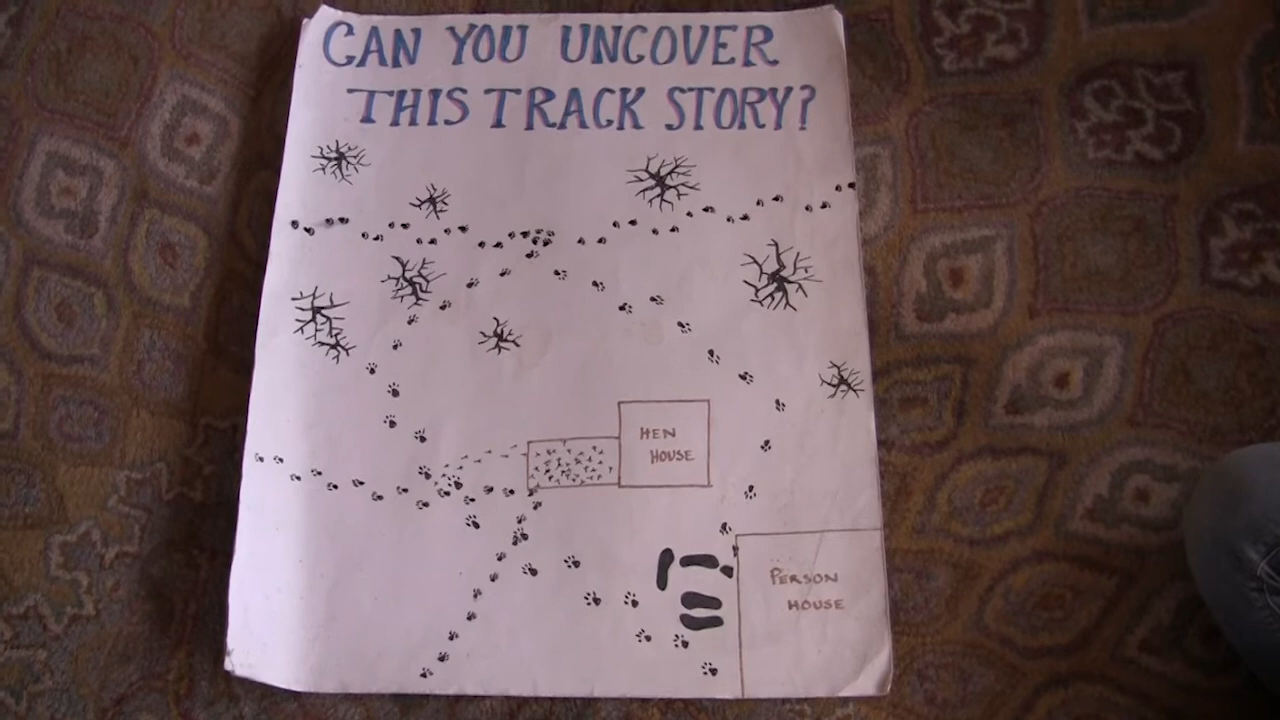 CAN YOU UNCOVER
THIS TRACK STORY?
HEN
HOUSE
PERSON
HOUSE